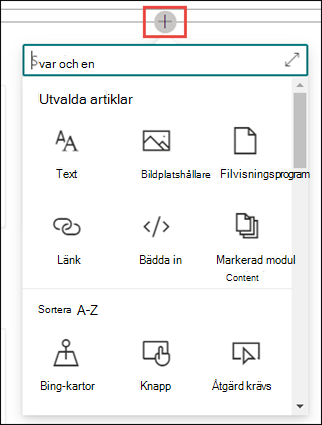 Svar och en
Utvalda artiklar
Text Bildplatshållare Filvisningsprogram
Länk Bädda in Markerad modul
Content
Sortera A-Z
Bing-kartor Knapp Åtgärd krävs